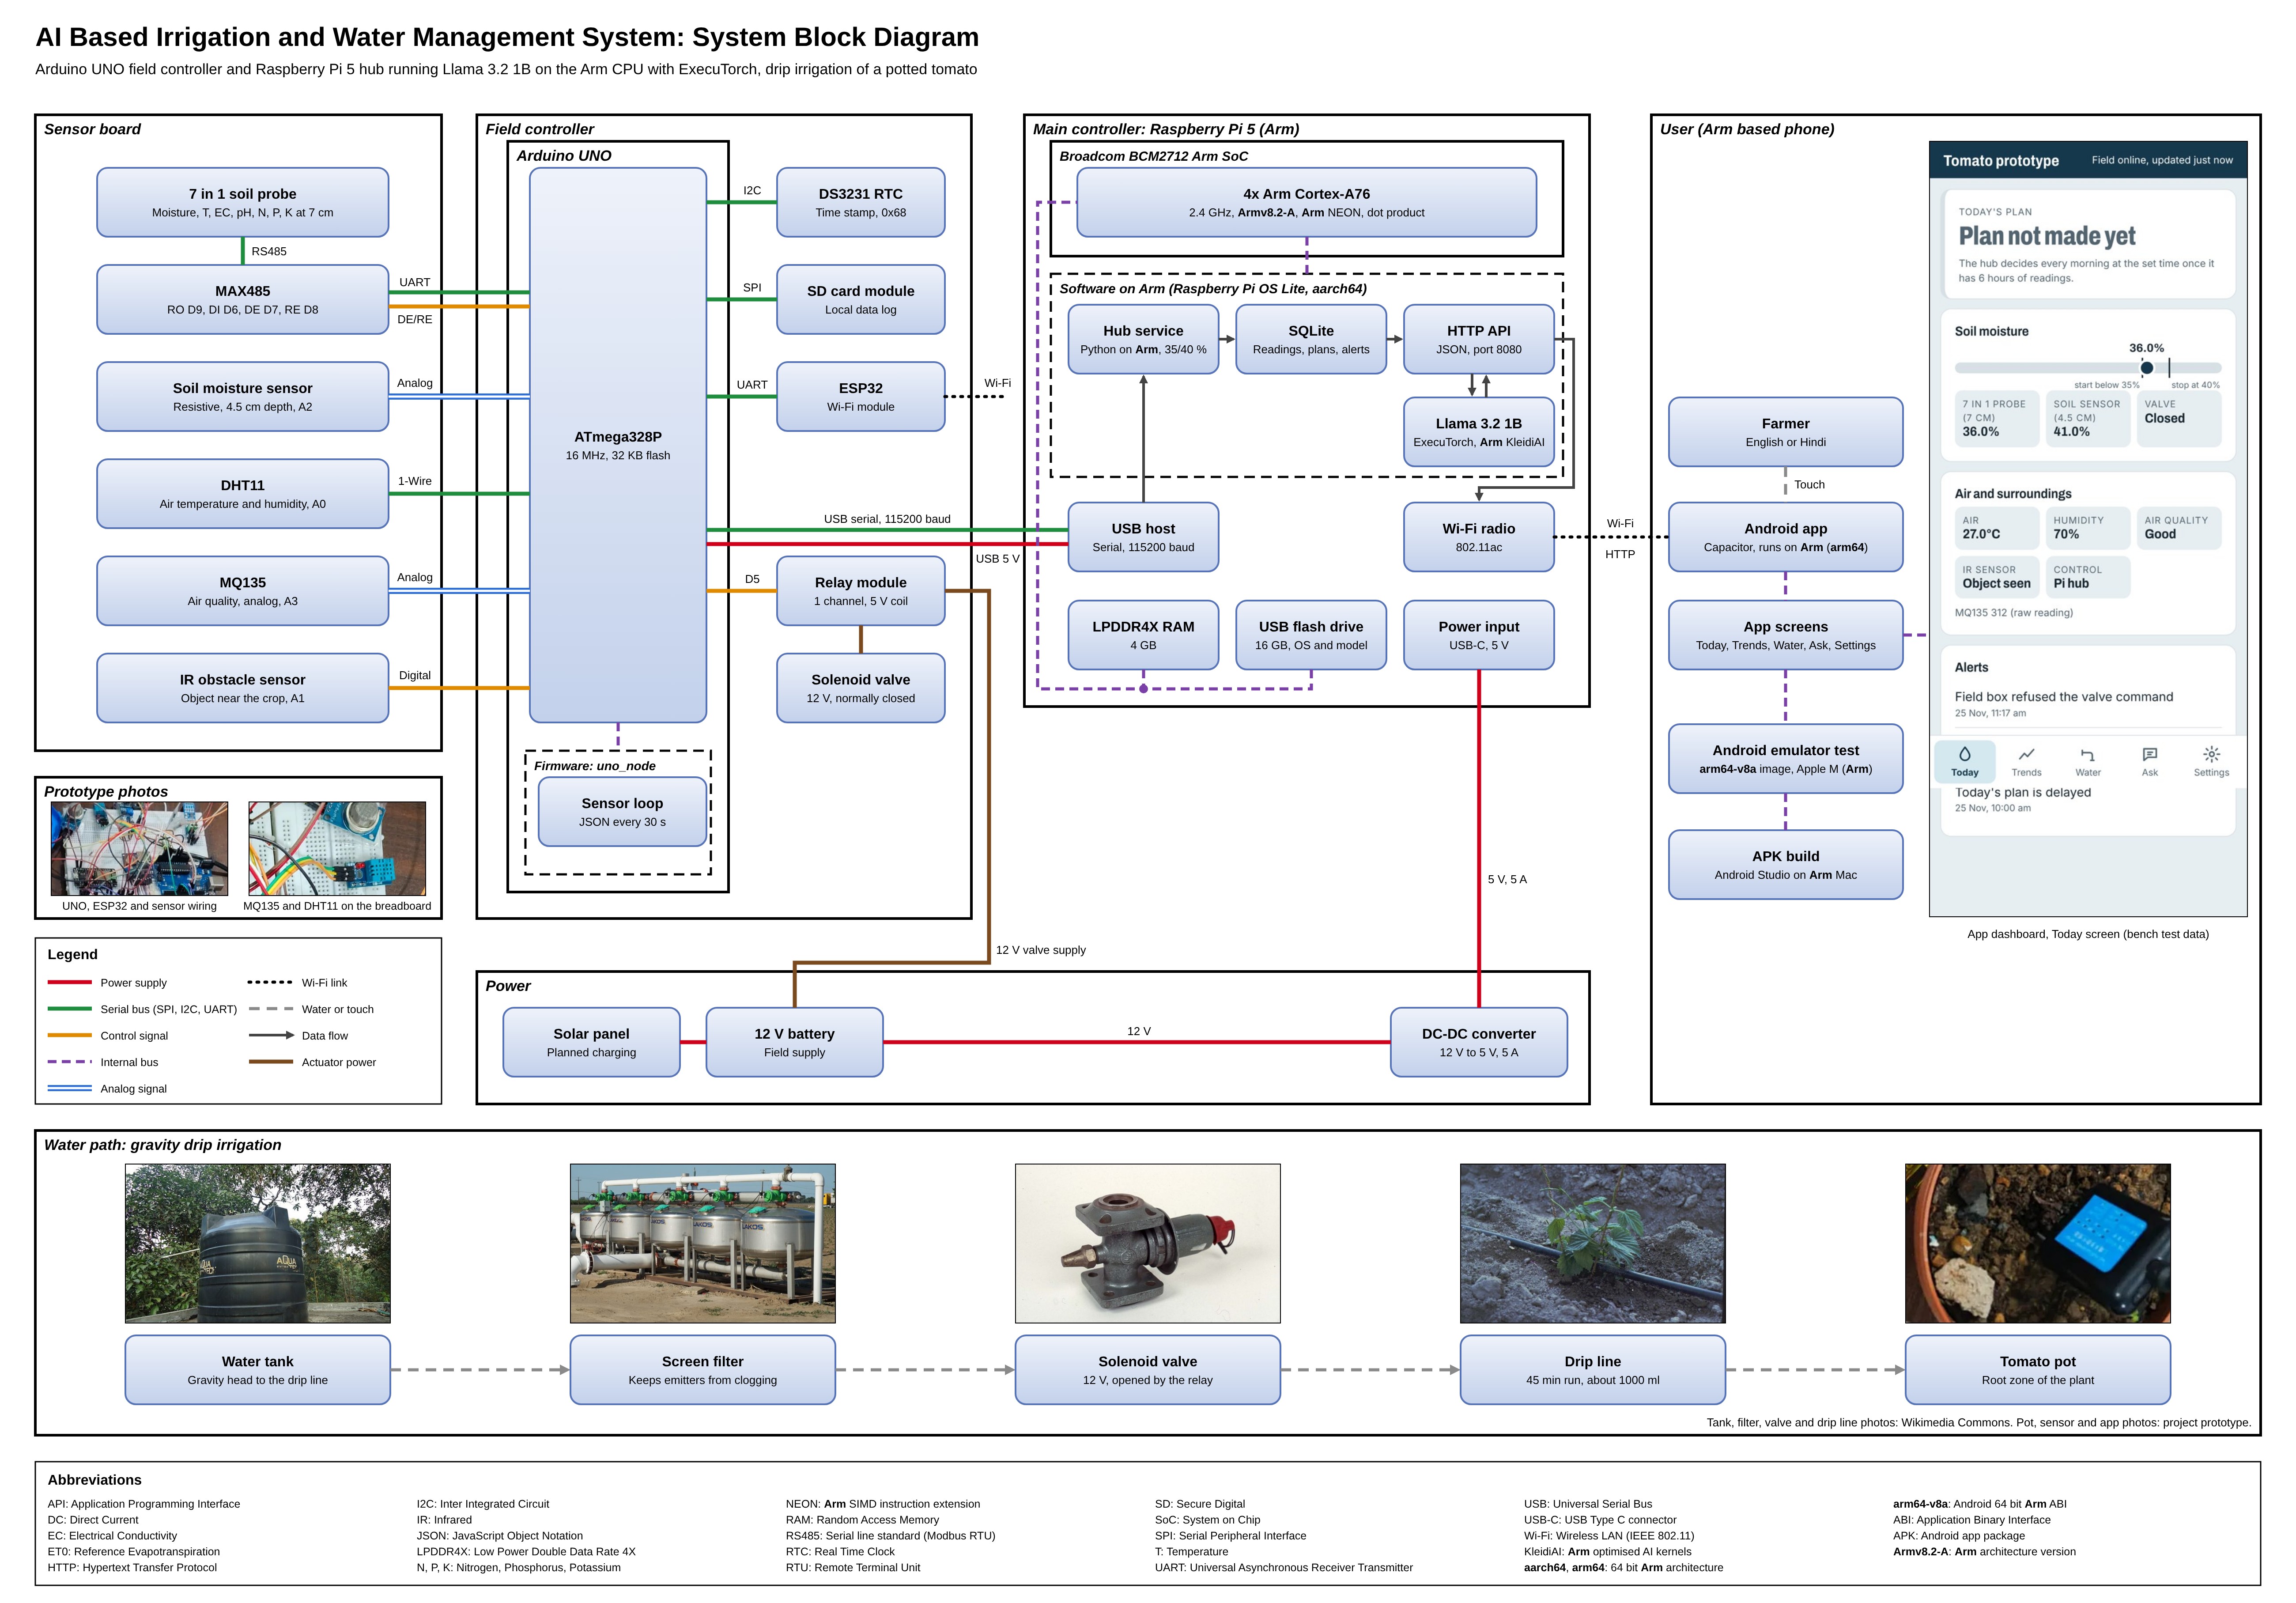 AI Based Irrigation and Water Management System: System Block Diagram
Arduino UNO field controller and Raspberry Pi 5 hub running Llama 3.2 1B on the Arm CPU with ExecuTorch, drip irrigation of a potted tomato
Sensor board
7 in 1 soil probe
Moisture, T, EC, pH, N, P, K at 7 cm
RS485
MAX485
RO D9, DI D6, DE D7, RE D8
UART
DE/RE
Soil moisture sensor
Resistive, 4.5 cm depth, A2
Analog
DHT11
Air temperature and humidity, A0
1-Wire
MQ135
Air quality, analog, A3
Analog
IR obstacle sensor
Object near the crop, A1
Digital
Prototype photos
UNO, ESP32 and sensor wiring
MQ135 and DHT11 on the breadboard
Legend
Power supply
Serial bus (SPI, I2C, UART)
Control signal
Internal bus
Analog signal
Wi-Fi link
Water or touch
Data flow
Actuator power
Field controller
Arduino UNO
ATmega328P
16 MHz, 32 KB flash
Firmware: uno_node
Sensor loop
JSON every 30 s
I2C
DS3231 RTC
Time stamp, 0x68
SPI
SD card module
Local data log
UART
ESP32
Wi-Fi module
Wi-Fi
USB serial, 115200 baud
USB 5 V
D5
Relay module
1 channel, 5 V coil
Solenoid valve
12 V, normally closed
12 V valve supply
Main controller: Raspberry Pi 5 (Arm)
Broadcom BCM2712 Arm SoC
4x Arm Cortex-A76
2.4 GHz, Armv8.2-A, Arm NEON, dot product
Software on Arm (Raspberry Pi OS Lite, aarch64)
Hub service
Python on Arm, 35/40 %
SQLite
Readings, plans, alerts
HTTP API
JSON, port 8080
Llama 3.2 1B
ExecuTorch, Arm KleidiAI
USB host
Serial, 115200 baud
Wi-Fi radio
802.11ac
LPDDR4X RAM
4 GB
USB flash drive
16 GB, OS and model
Power input
USB-C, 5 V
5 V, 5 A
Wi-Fi
HTTP
Power
Solar panel
Planned charging
12 V battery
Field supply
12 V
DC-DC converter
12 V to 5 V, 5 A
User (Arm based phone)
Farmer
English or Hindi
Touch
Android app
Capacitor, runs on Arm (arm64)
App screens
Today, Trends, Water, Ask, Settings
Android emulator test
arm64-v8a image, Apple M (Arm)
APK build
Android Studio on Arm Mac
Tomato prototype
Field online, updated just now
TODAY'S PLAN
Plan not made yet
The hub decides every morning at the set time once it
has 6 hours of readings.
Soil moisture
36.0%
start below 35%
stop at 40%
7 IN 1 PROBE
(7 CM)
36.0%
SOIL SENSOR
(4.5 CM)
41.0%
VALVE
Closed
Air and surroundings
AIR
27.0°C
HUMIDITY
70%
AIR QUALITY
Good
IR SENSOR
Object seen
CONTROL
Pi hub
MQ135 312 (raw reading)
Alerts
Field box refused the valve command
25 Nov, 11:17 am
Today
Trends
Water
Ask
Settings
Today's plan is delayed
25 Nov, 10:00 am
App dashboard, Today screen (bench test data)
Water path: gravity drip irrigation
AQUA
LAKOS
Water tank
Gravity head to the drip line
Screen filter
Keeps emitters from clogging
Solenoid valve
12 V, opened by the relay
Drip line
45 min run, about 1000 ml
Tomato pot
Root zone of the plant
Tank, filter, valve and drip line photos: Wikimedia Commons. Pot, sensor and app photos: project prototype.
Abbreviations
API: Application Programming Interface
DC: Direct Current
EC: Electrical Conductivity
ET0: Reference Evapotranspiration
HTTP: Hypertext Transfer Protocol
I2C: Inter Integrated Circuit
IR: Infrared
JSON: JavaScript Object Notation
LPDDR4X: Low Power Double Data Rate 4X
N, P, K: Nitrogen, Phosphorus, Potassium
NEON: Arm SIMD instruction extension
RAM: Random Access Memory
RS485: Serial line standard (Modbus RTU)
RTC: Real Time Clock
RTU: Remote Terminal Unit
SD: Secure Digital
SoC: System on Chip
SPI: Serial Peripheral Interface
T: Temperature
UART: Universal Asynchronous Receiver Transmitter
USB: Universal Serial Bus
USB-C: USB Type C connector
Wi-Fi: Wireless LAN (IEEE 802.11)
KleidiAI: Arm optimised AI kernels
aarch64, arm64: 64 bit Arm architecture
arm64-v8a: Android 64 bit Arm ABI
ABI: Application Binary Interface
APK: Android app package
Armv8.2-A: Arm architecture version